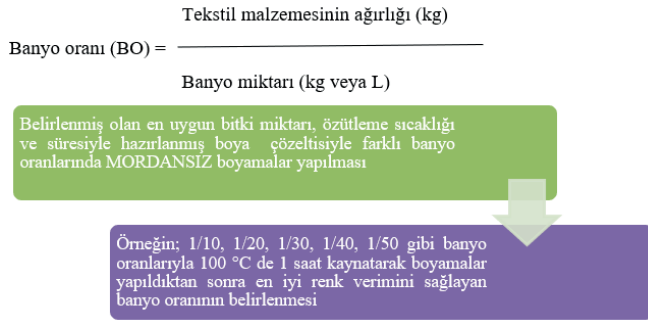 Tekstil malzemesinin ağırlığı (kg)
Banyo oranı (BO) =
Banyo miktarı (kg veya L)
Belirlenmiş olan en uygun bitki miktarı, özütleme sıcaklığı
ve süresiyle hazırlanmış boya çözeltisiyle farklı banyo
oranlarında MORDANSIZ boyamalar yapılması
Örneğin; 1/10, 1/20, 1/30, 1/40, 1/50 gibi banyo
oranlarıyla 100 °C de 1 saat kaynatarak boyamalar
yapıldıktan sonra en iyi renk verimini sağlayan
banyo oranının belirlenmesi